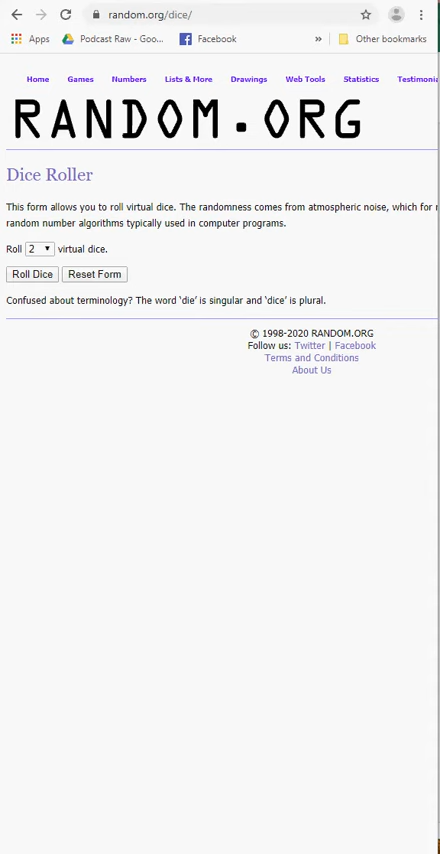 random.org/dice/
Apps Podcast Raw - Goo... Facebook » Other bookmarks
Home Games Numbers Lists & More Drawings Web Tools Statistics Testimonia
RANDOM.ORG
Dice Roller
This form allows you to roll virtual dice. The randomness comes from atmospheric noise, which for
random number algorithms typically used in computer programs.
Roll 2 virtual dice.
Roll Dice Reset Form
Confused about terminology? The word ‘die’ is singular and ‘dice’ is plural.
© 1998-2020 RANDOM.ORG
Follow us: Twitter | Facebook
Terms and Conditions
About Us